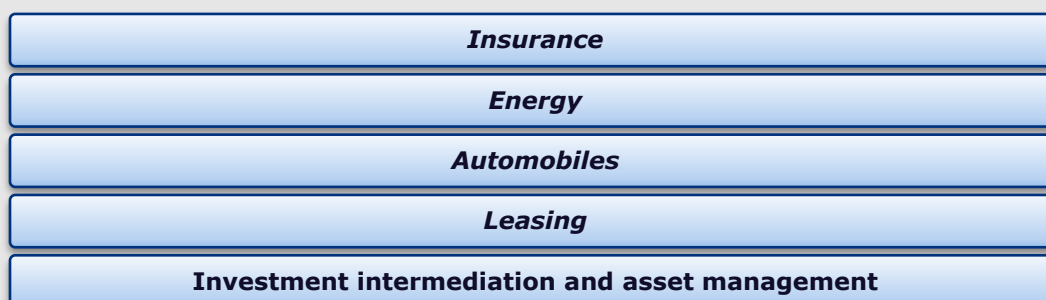 Insurance
Energy
Automobiles
Leasing
Investment intermediation and asset management